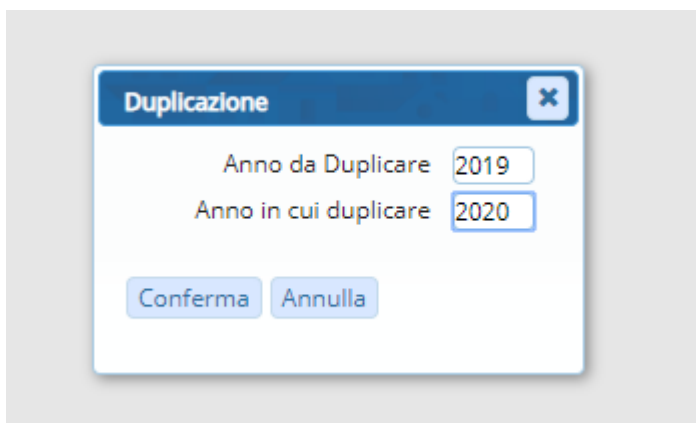 Duplicazione
Anno da Duplicare 2019
Anno in cui duplicare 2020
Conferma Annulla